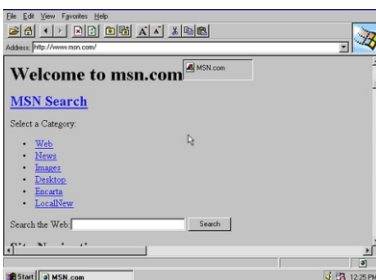 File Edit View Favorites Help
Address http://www.msn.com/
Welcome to msn.com
MSN.com
MSN Search
Select a Category:
Web
News
Images
Desktop
Encarta
LocalNew
Search the Web:
Search
Start
MSN.com
12:25 PM